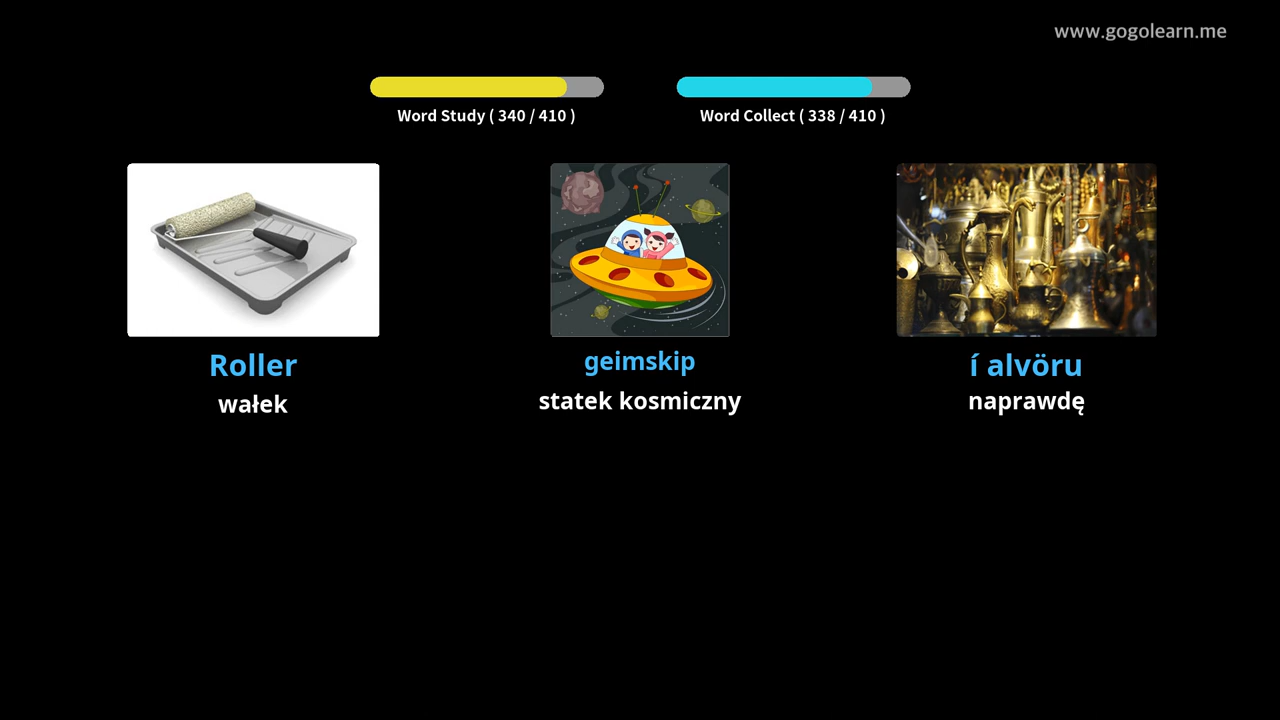 www.gogolearn.me
Word Study ( 340 / 410 )
Word Collect ( 338 / 410 )
Roller
wałek
geimskip
statek kosmiczny
í alvöru
naprawdę